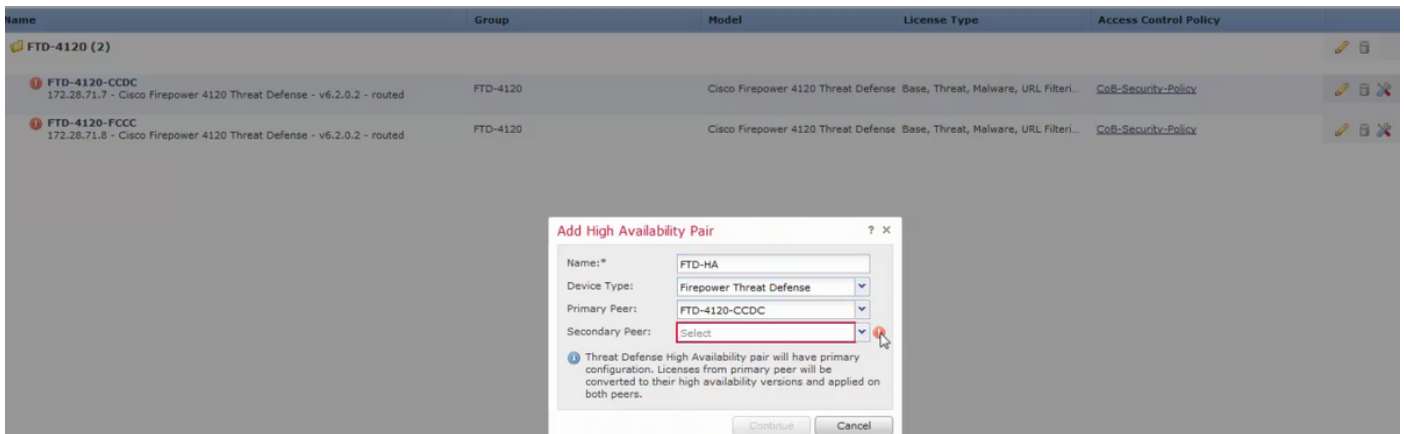 Name Group Model License Type Access Control Policy
FTD-4120 (2)
FTD-4120-CCDC
172.28.71.7 - Cisco Firepower 4120 Threat Defense - v6.2.0.2 - routed FTD-4120 Cisco Firepower 4120 Threat Defense Base, Threat, Malware, URL Filteri... CoB-Security-Policy
FTD-4120-FCCC
172.28.71.8 - Cisco Firepower 4120 Threat Defense - v6.2.0.2 - routed FTD-4120 Cisco Firepower 4120 Threat Defense Base, Threat, Malware, URL Filteri... CoB-Security-Policy
Add High Availability Pair ? ×
Name:* FTD-HA
Device Type: Firepower Threat Defense
Primary Peer: FTD-4120-CCDC
Secondary Peer: Select
Threat Defense High Availability pair will have primary
configuration. Licenses from primary peer will be
converted to their high availability versions and applied on
both peers.
Continue Cancel